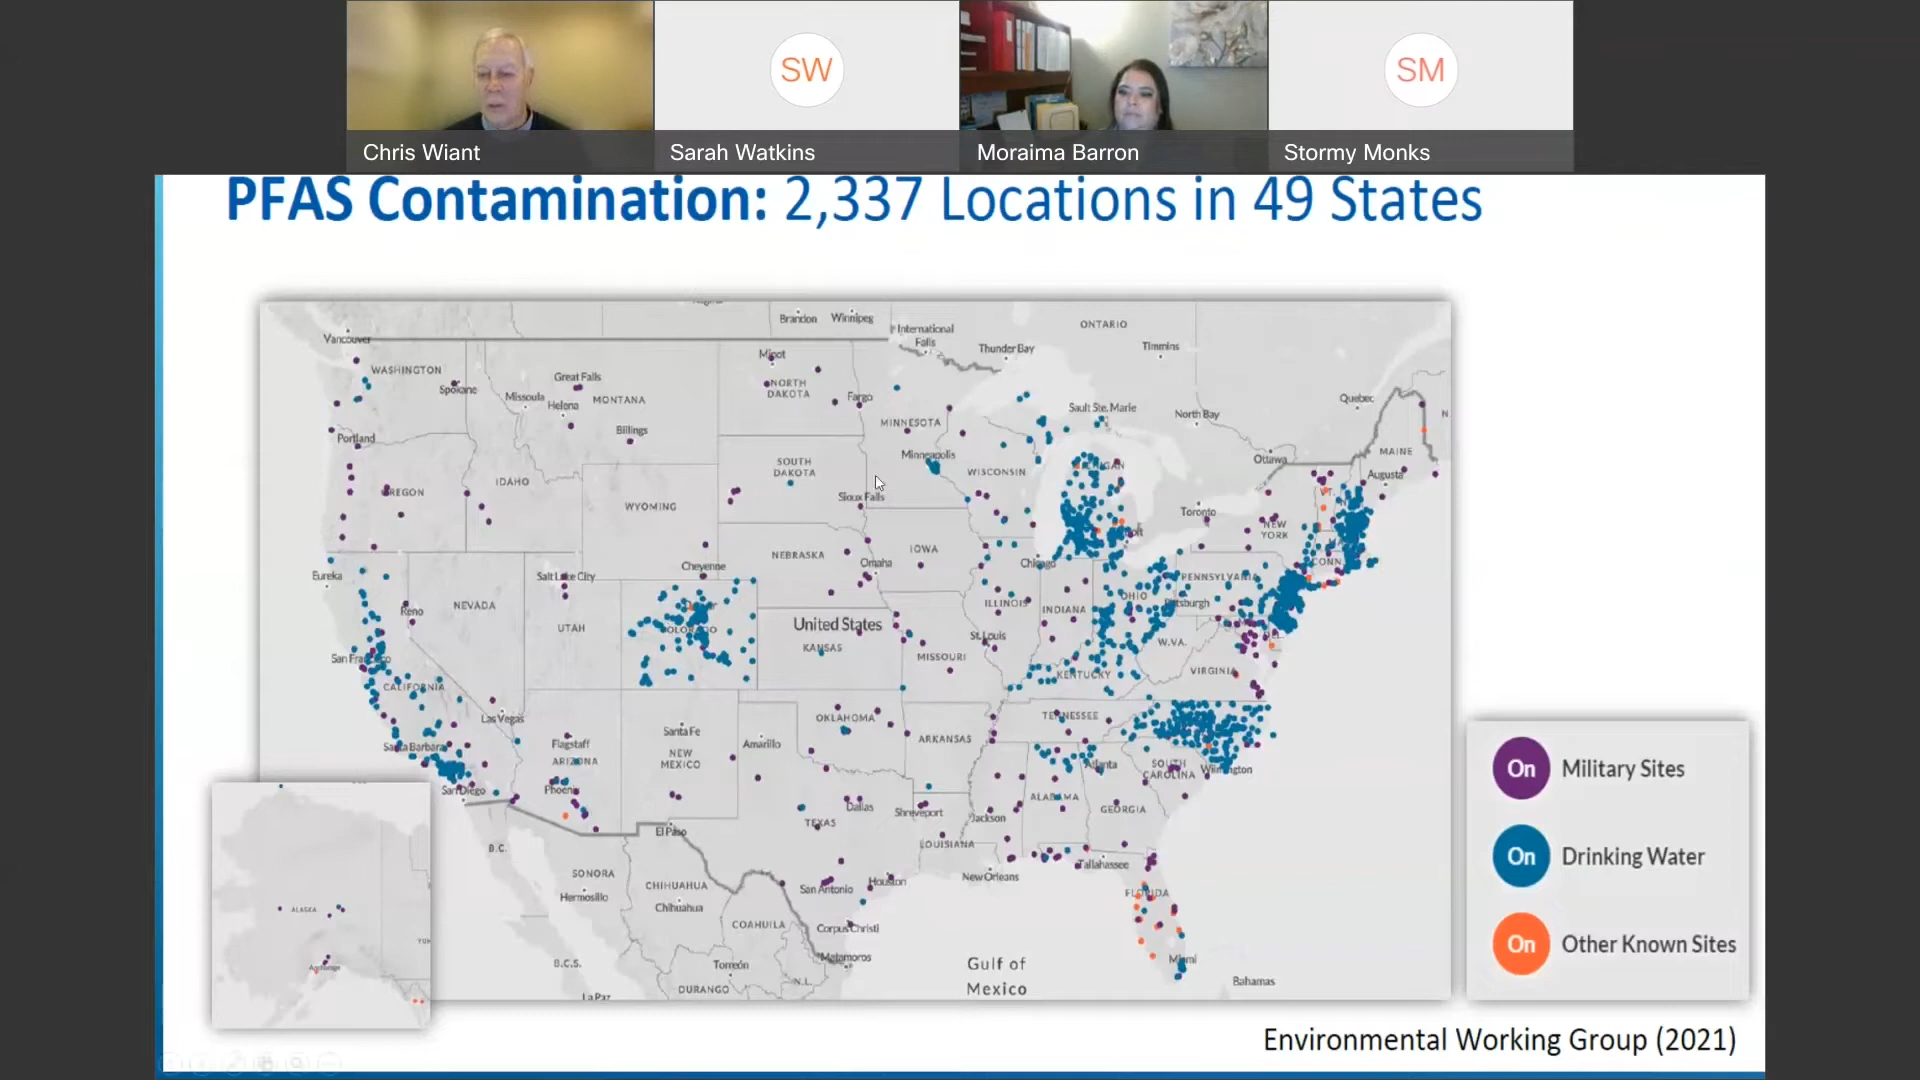 SW
SM
Chris Wiant
Sarah Watkins
Moraima Barron
Stormy Monks
PFAS Contamination: 2,337 Locations in 49 States
Brandon
Winnipeg
International
Falls
ONTARIO
Vancouver
Thunder Bay
Timmins
Minot
WASHINGTON
Spokane
Great Falls
NORTH
DAKOTA
Missoula
Helena
MONTANA
Fargo
Quebec
Sault Ste. Marie
North Bay
Billings
MINNESOTA
Portland
Minneapolis
MAINE
Ottawa
SOUTH
DAKOTA
WISCONSIN
Augusta
IDAHO
OREGON
Sioux Falls
WYOMING
Toronto
VT.
NEW
YORK
NEBRASKA
IOWA
Cheyenne
Omaha
Chicago
CONN.
Eureka
Salt Lake City
PENNSYLVANIA
Reno
NEVADA
ILLINOIS
INDIANA
OHIO
Pittsburgh
UTAH
United States
COLORADO
KANSAS
St. Louis
W.VA.
San Francisco
MISSOURI
KENTUCKY
VIRGINIA
CALIFORNIA
Las Vegas
OKLAHOMA
TENNESSEE
Santa Fe
Santa Barbara
Flagstaff
Amarillo
ARKANSAS
ARIZONA
NEW
MEXICO
Atlanta
SOUTH
CAROLINA
Wilmington
San Diego
Phoenix
ALABAMA
GEORGIA
Dallas
Shreveport
Jackson
TEXAS
El Paso
LOUISIANA
B.C.
Tallahassee
SONORA
Hermosillo
CHIHUAHUA
Chihuahua
San Antonio
Houston
New Orleans
FLORIDA
COAHUILA
Corpus Christi
Matamoros
Miami
B.C.S.
Torreón
DURANGO
N.L.
La Paz
Gulf of
Mexico
Bahamas
ALASKA
YUK
Anchorage
On Military Sites
On Drinking Water
On Other Known Sites
Environmental Working Group (2021)